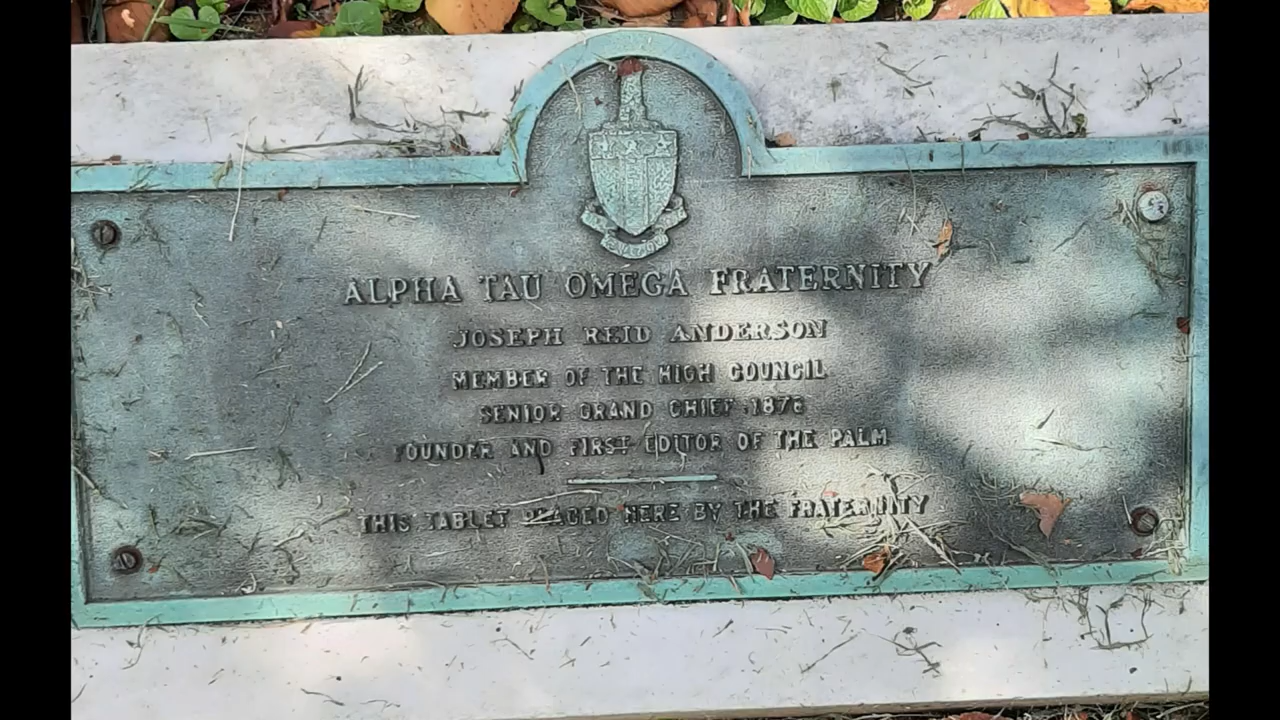 ALPHA TAU OMEGA FRATERNITY
JOSEPH REID ANDERSON
MEMBER OF THE HIGH COUNCIL
SENIOR GRAND CHIEF 1878
FOUNDER AND FIRST EDITOR OF THE PALM
THIS TABLET PLACED HERE BY THE FRATERNITY